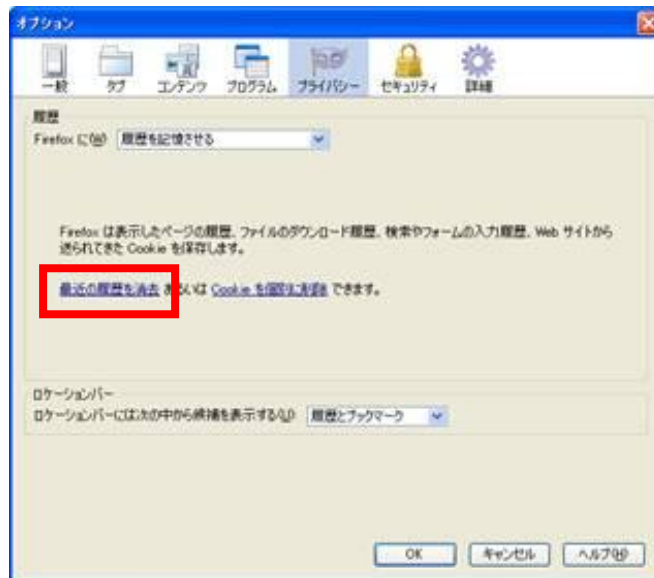 オプション
一般 タブ コンテンツ プログラム プライバシー セキュリティ 詳細
履歴
Firefox に(W) 履歴を記憶させる
Firefox は表示したページの履歴、ファイルのダウンロード履歴、検索やフォームの入力履歴、Web サイトから
送られてきた Cookie を保存します。
最近の履歴を消去 あるいは Cookie を個別に削除 できます。
ロケーションバー
ロケーションバーには次の中から候補を表示する(L) 履歴とブックマーク
OK キャンセル ヘルプ(H)